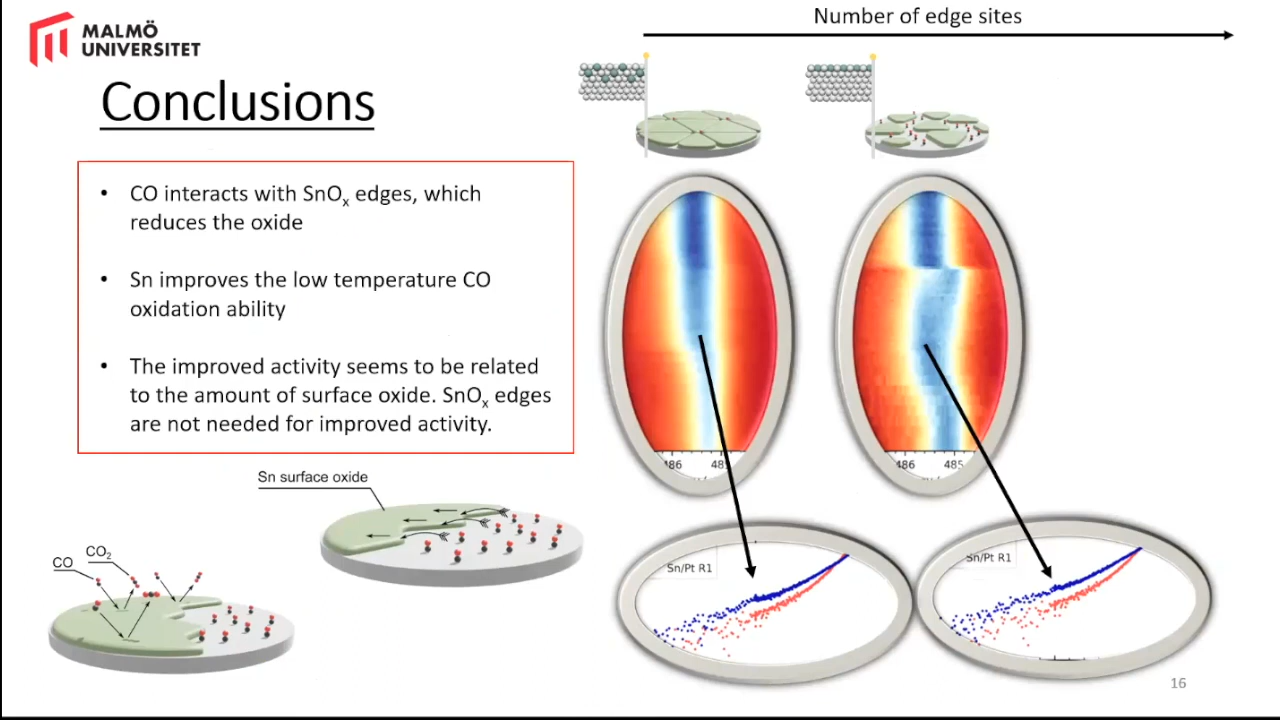 MALMÖ
UNIVERSITET
Number of edge sites
Conclusions
• CO interacts with SnOₓ edges, which
reduces the oxide
• Sn improves the low temperature CO
oxidation ability
• The improved activity seems to be related
to the amount of surface oxide. SnOₓ edges
are not needed for improved activity.
486
486 485
Sn surface oxide
CO CO₂
Sn/Pt R1
Sn/Pt R1
16